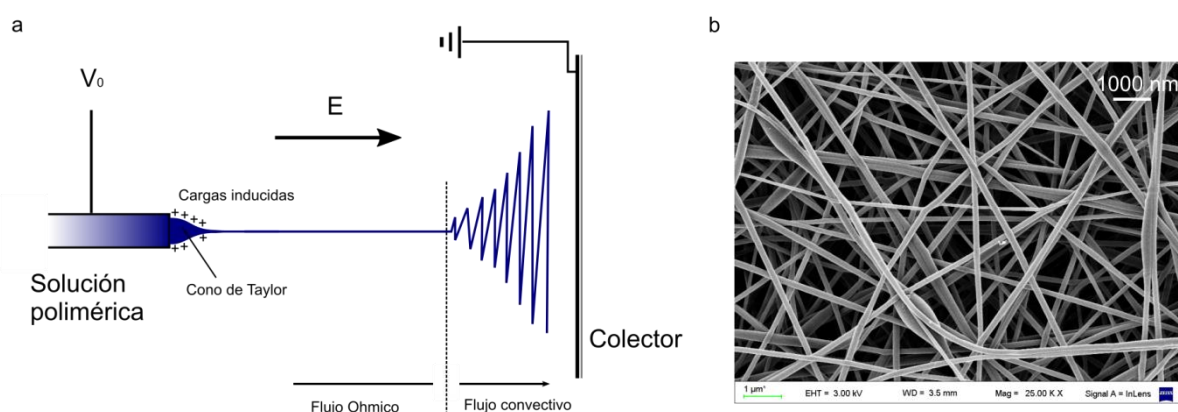 a
V₀
E
Cargas inducidas
+ + + +
+ + +
Cono de Taylor
Solución
polimérica
Colector
Flujo Ohmico
Flujo convectivo
b
1000 nm
1 µm*
EHT = 3.00 kV
WD = 3.5 mm
Mag = 25.00 K X
Signal A = InLens